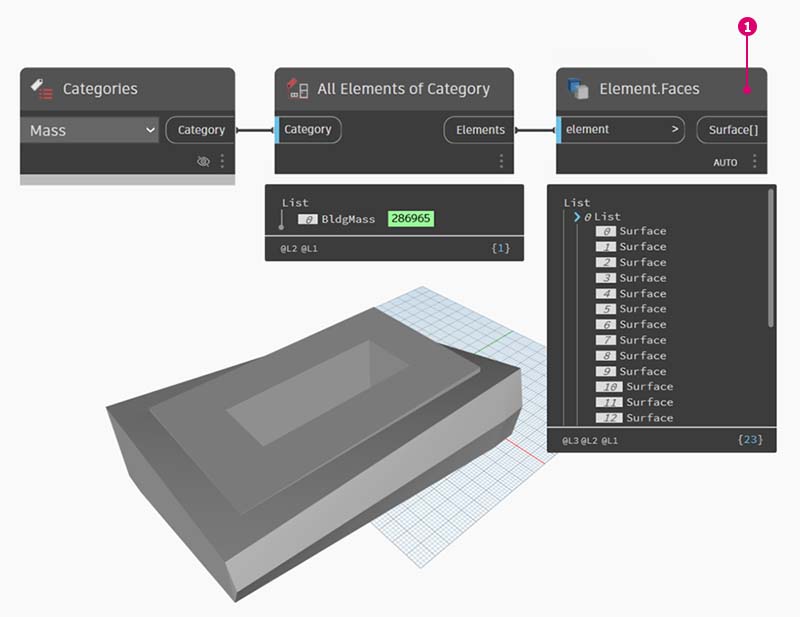 1
Categories
Mass
Category
All Elements of Category
Category
Elements
List
0 BldgMass 286965
@L2 @L1
{1}
Element.Faces
element >
Surface[]
AUTO
List
0 List
0 Surface
1 Surface
2 Surface
3 Surface
4 Surface
5 Surface
6 Surface
7 Surface
8 Surface
9 Surface
10 Surface
11 Surface
12 Surface
@L3 @L2 @L1
{23}